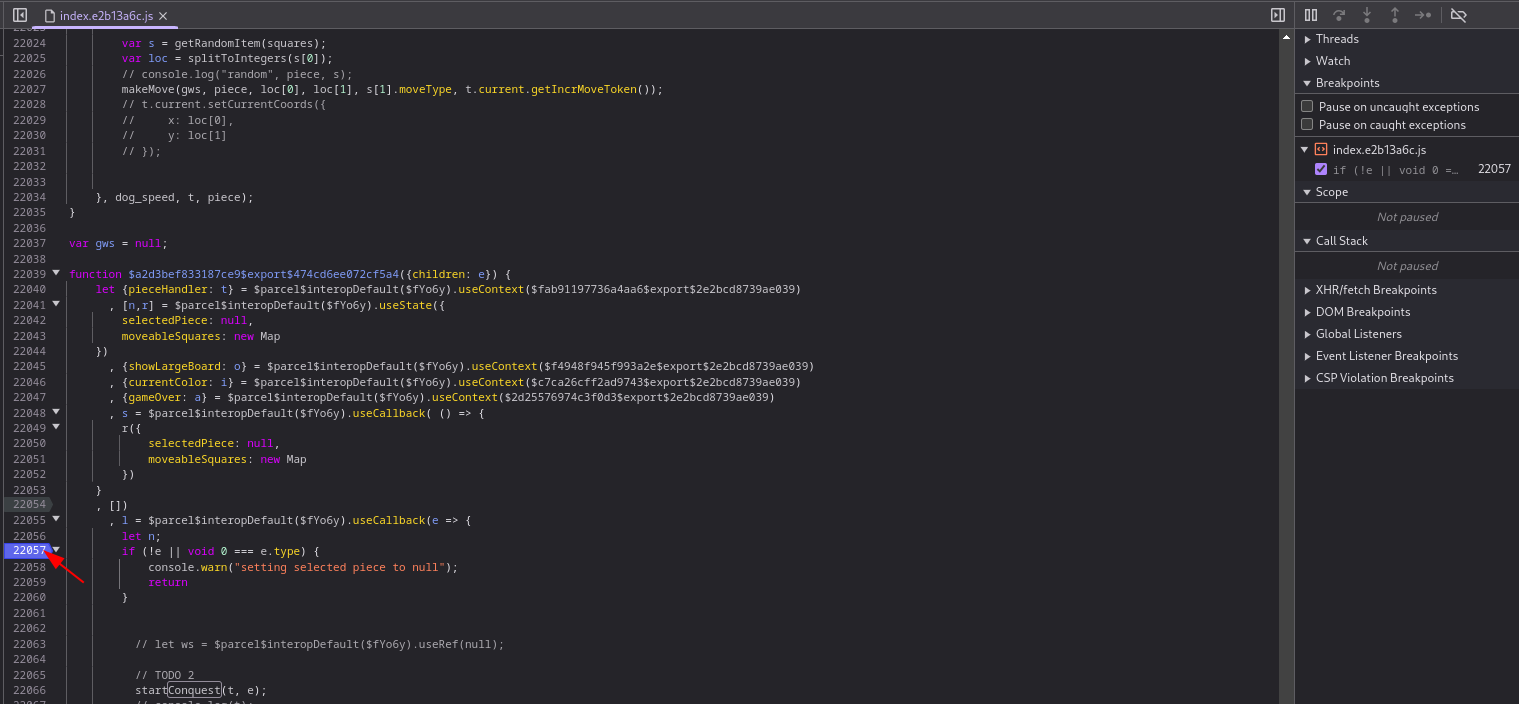 index.e2b13a6c.js
22024 var s = getRandomItem(squares);
22025 var loc = splitToIntegers(s[0]);
22026 // console.log("random", piece, s);
22027 makeMove(gws, piece, loc[0], loc[1], s[1].moveType, t.current.getIncrMoveToken());
22028 // t.current.setCurrentCoords({
22029 // x: loc[0],
22030 // y: loc[1]
22031 // });
22032
22033
22034 }, dog_speed, t, piece);
22035 }
22036
22037 var gws = null;
22038
22039 function $a2d3bef833187ce9$export$474cd6ee072cf5a4({children: e}) {
22040 let {pieceHandler: t} = $parcel$interopDefault($fYo6y).useContext($fab91197736a4aa6$export$2e2bcd8739ae039)
22041 , [n,r] = $parcel$interopDefault($fYo6y).useState({
22042 selectedPiece: null,
22043 moveableSquares: new Map
22044 })
22045 , {showLargeBoard: o} = $parcel$interopDefault($fYo6y).useContext($f4948f945f993a2e$export$2e2bcd8739ae039)
22046 , {currentColor: i} = $parcel$interopDefault($fYo6y).useContext($c7ca26cff2ad9743$export$2e2bcd8739ae039)
22047 , {gameOver: a} = $parcel$interopDefault($fYo6y).useContext($2d25576974c3f0d3$export$2e2bcd8739ae039)
22048 , s = $parcel$interopDefault($fYo6y).useCallback( () => {
22049 r({
22050 selectedPiece: null,
22051 moveableSquares: new Map
22052 })
22053 }
22054 , [])
22055 , l = $parcel$interopDefault($fYo6y).useCallback(e => {
22056 let n;
22057 if (!e || void 0 === e.type) {
22058 console.warn("setting selected piece to null");
22059 return
22060 }
22061
22062
22063 // let ws = $parcel$interopDefault($fYo6y).useRef(null);
22064
22065 // TODO 2
22066 startConquest(t, e);
Threads
Watch
Breakpoints
Pause on uncaught exceptions
Pause on caught exceptions
index.e2b13a6c.js
if (!e || void 0 =… 22057
Scope
Not paused
Call Stack
Not paused
XHR/fetch Breakpoints
DOM Breakpoints
Global Listeners
Event Listener Breakpoints
CSP Violation Breakpoints